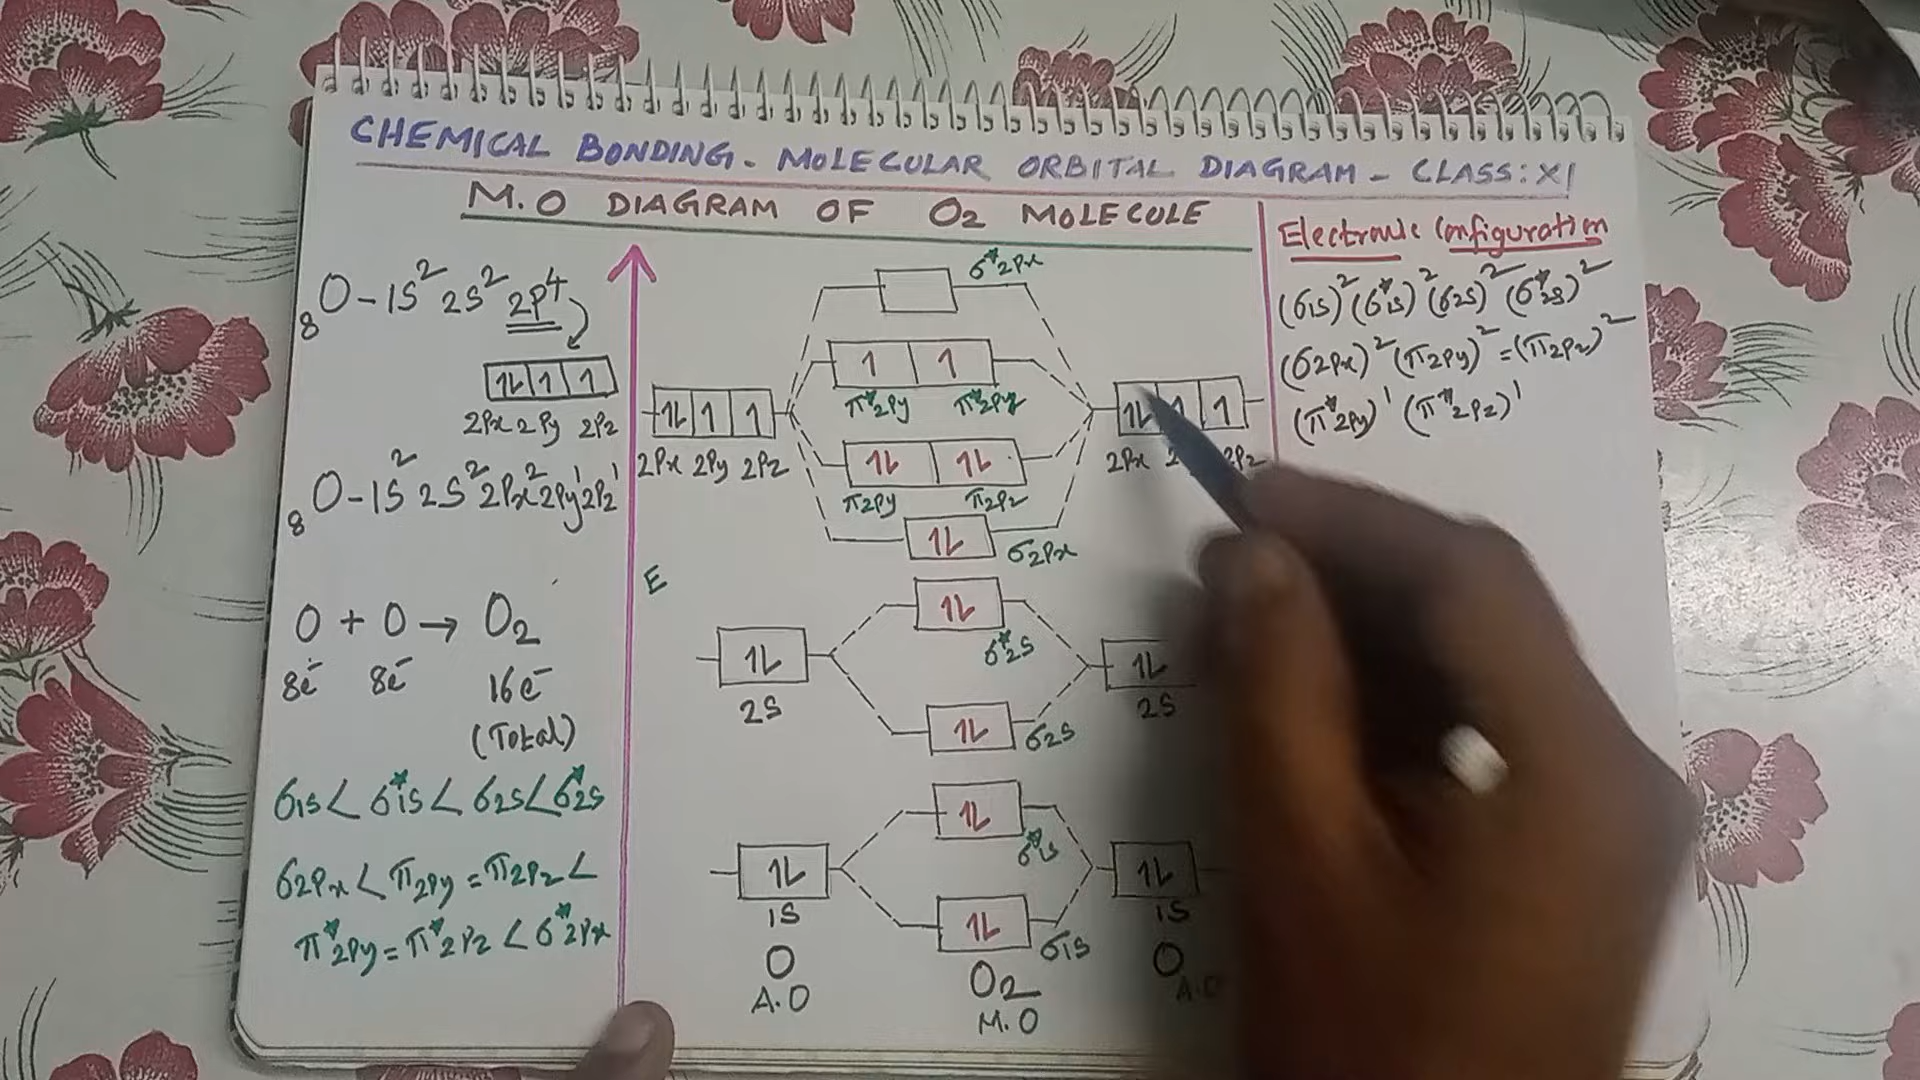 CHEMICAL BONDING - MOLECULAR ORBITAL DIAGRAM - CLASS: XI
M.O DIAGRAM OF O2 MOLECULE
₈O - 1S² 2S² 2P⁴
1L 1 1
2Px 2Py 2Pz
₈O - 1S² 2S² 2Px² 2Py¹ 2Pz¹
O + O → O2
8e⁻ 8e⁻ 16e⁻
(Total)
σ1s < σ*1s < σ2s < σ*2s
σ2Px < π2Py = π2Pz <
π*2Py = π*2Pz < σ*2Px
E
σ*2Px
1 1
π*2Py π*2Pz
1L 1 1
2Px 2Py 2Pz
1L 1
2Px 2Pz
1L 1L
π2Py π2Pz
1L σ2Px
1L
σ*2s
1L 1L
2S 2S
1L σ2s
1L
σ*1s
1L 1L
1S 1S
1L σ1s
O O2 O
A.O M.O A.O
Electronic Configuration
(σ1s)² (σ*1s)² (σ2s)² (σ*2s)²
(σ2Px)² (π2Py)² = (π2Pz)²
(π*2Py)¹ (π*2Pz)¹